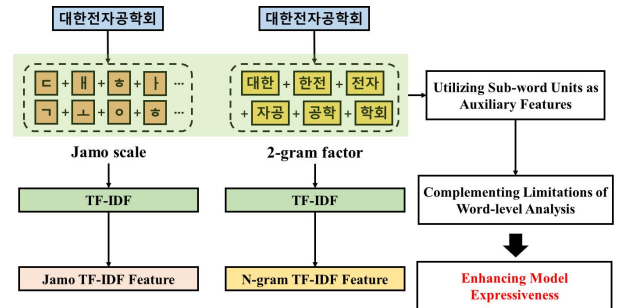 대한전자공학회
대한전자공학회
ㄷ + ㅐ + ㅎ + ㅏ ...
ㄱ + ㅗ + ㅇ + ㅎ ...
Jamo scale
대한 + 한전 + 전자
+ 자공 + 공학 + 학회
2-gram factor
TF-IDF
TF-IDF
Jamo TF-IDF Feature
N-gram TF-IDF Feature
Utilizing Sub-word Units as
Auxiliary Features
Complementing Limitations of
Word-level Analysis
Enhancing Model
Expressiveness